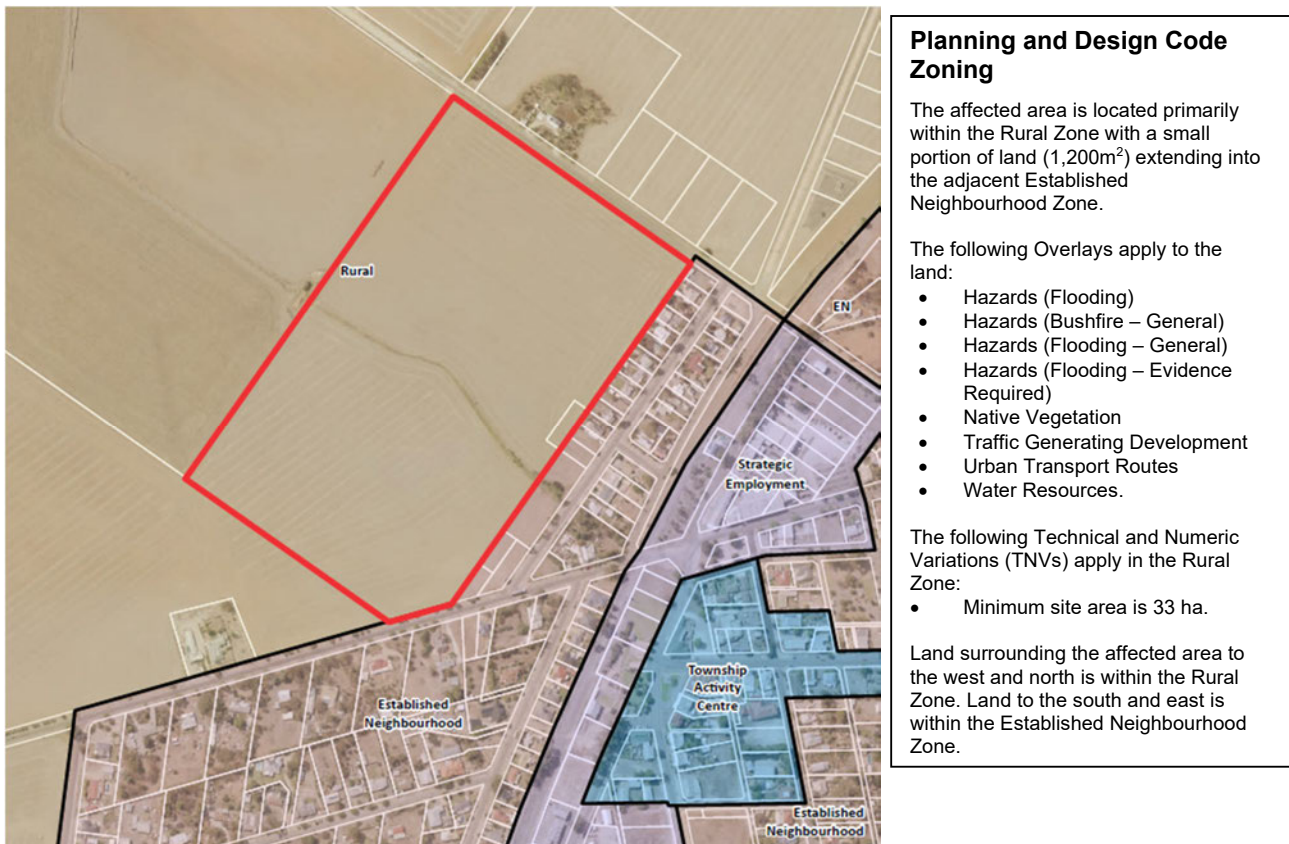 Rural
EN
Strategic
Employment
Township
Activity
Centre
Established
Neighbourhood
Established
Neighbourhood
Planning and Design Code
Zoning
The affected area is located primarily
within the Rural Zone with a small
portion of land (1,200m²) extending into
the adjacent Established
Neighbourhood Zone.
The following Overlays apply to the
land:
• Hazards (Flooding)
• Hazards (Bushfire – General)
• Hazards (Flooding – General)
• Hazards (Flooding – Evidence
Required)
• Native Vegetation
• Traffic Generating Development
• Urban Transport Routes
• Water Resources.
The following Technical and Numeric
Variations (TNVs) apply in the Rural
Zone:
• Minimum site area is 33 ha.
Land surrounding the affected area to
the west and north is within the Rural
Zone. Land to the south and east is
within the Established Neighbourhood
Zone.